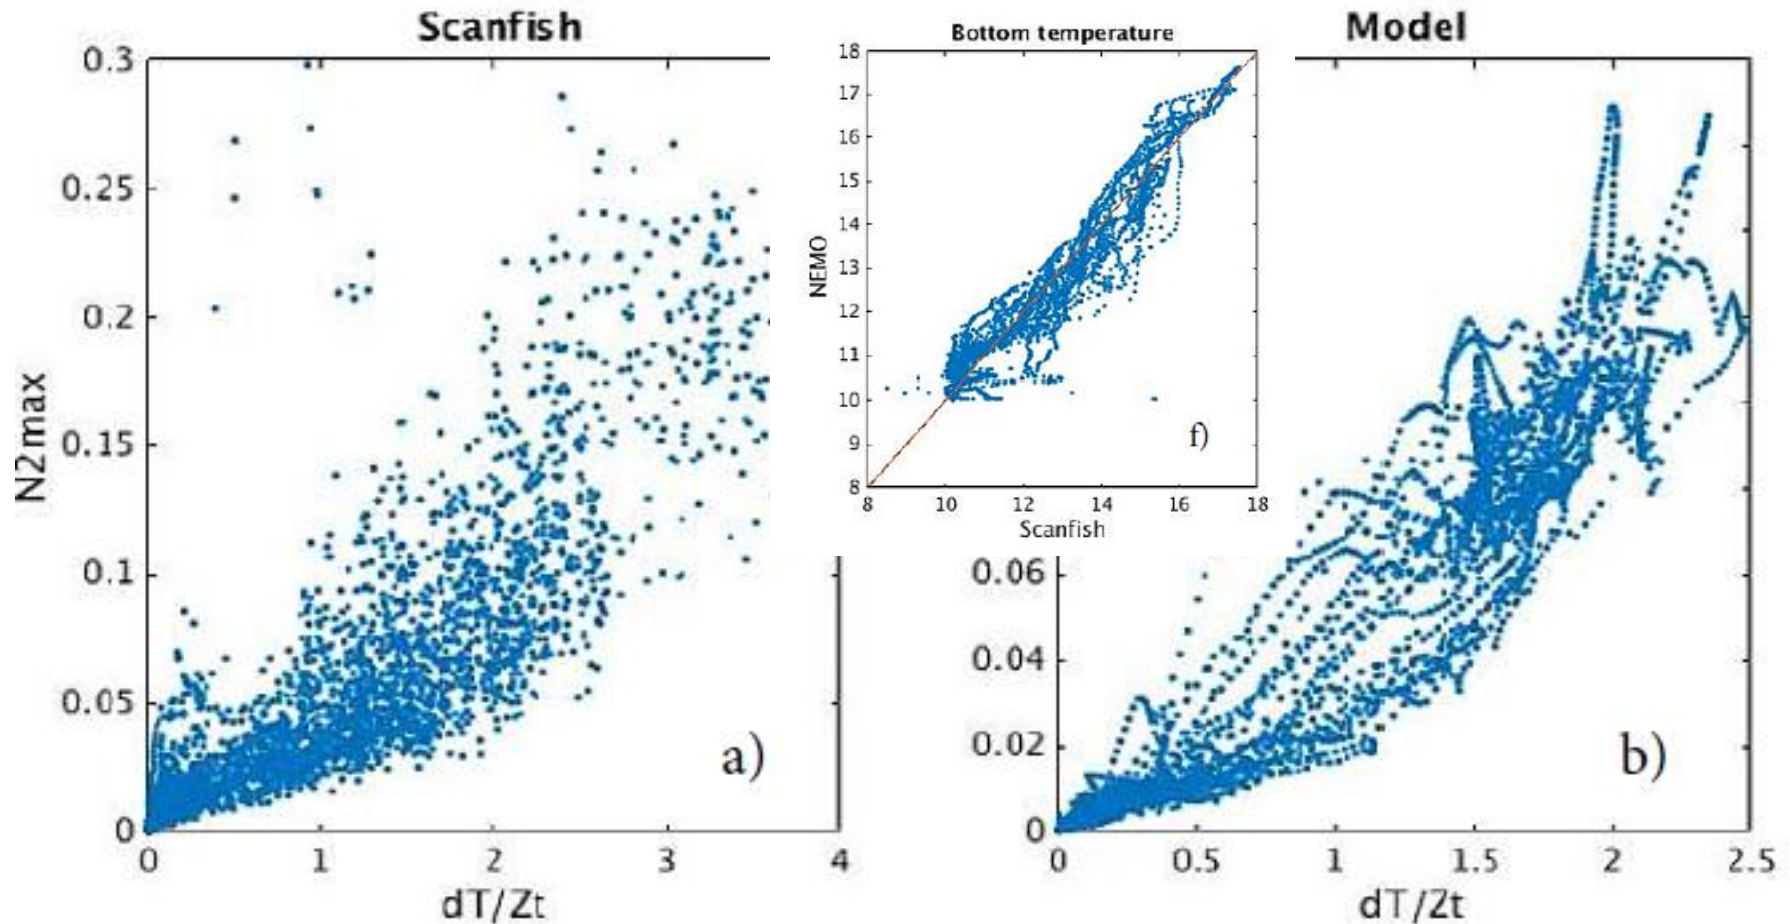 Scanfish
0.3
0.25
0.2
0.15
0.1
0.05
0
N2max
0 1 2 3 4
dT/Zt
a)
Bottom temperature
18
17
16
15
14
13
12
11
10
9
8
NEMO
8 10 12 14 16 18
Scanfish
f)
Model
0.06
0.04
0.02
0
0 0.5 1 1.5 2 2.5
dT/Zt
b)